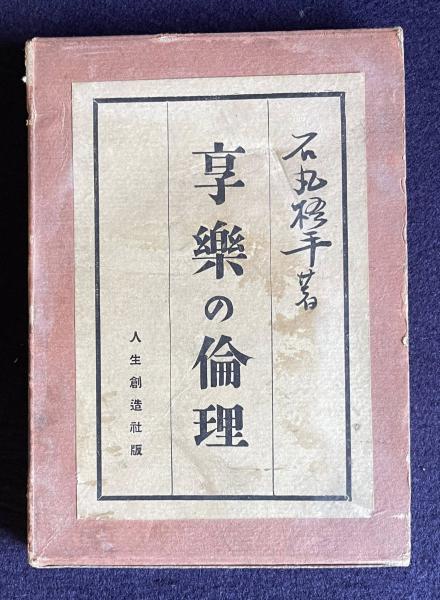 石丸梧平著
享樂の倫理
人生創造社版